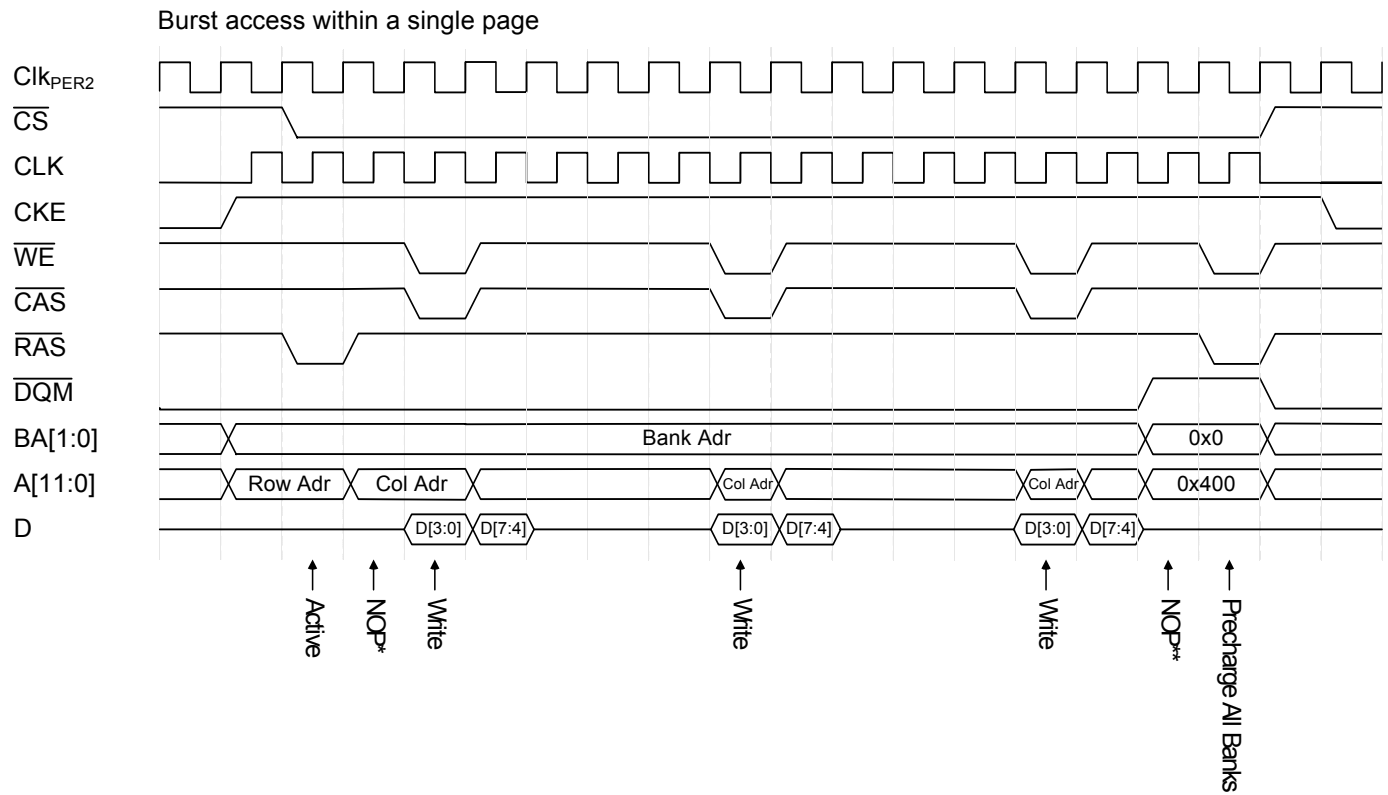 Burst access within a single page
ClkPER2
CS
CLK
CKE
WE
CAS
RAS
DQM
BA[1:0] Bank Adr 0x0
A[11:0] Row Adr Col Adr Col Adr Col Adr 0x400
D D[3:0] D[7:4] D[3:0] D[7:4] D[3:0] D[7:4]
Active
NOP*
Write
Write
Write
NOP**
Precharge All Banks